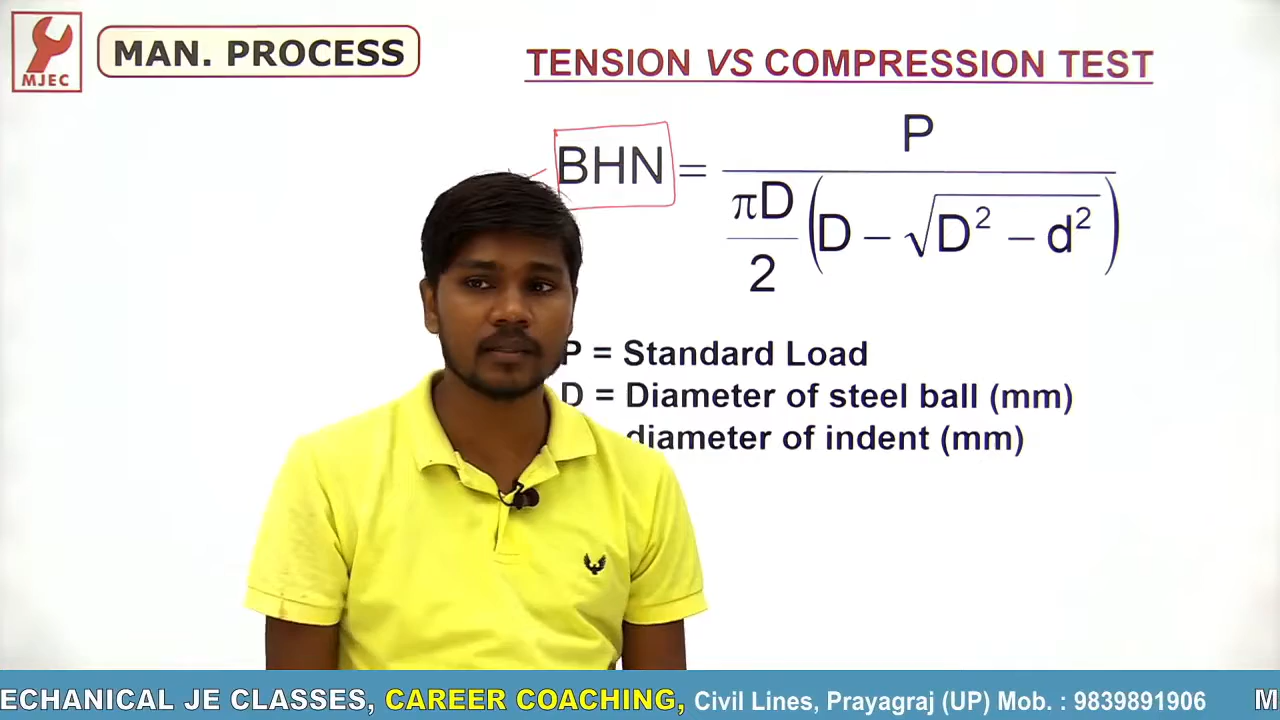 MJEC
MAN. PROCESS
TENSION VS COMPRESSION TEST
BHN = P / πD/2 (D – √D² – d²)
P = Standard Load
D = Diameter of steel ball (mm)
diameter of indent (mm)
ECHANICAL JE CLASSES, CAREER COACHING, Civil Lines, Prayagraj (UP) Mob. : 9839891906 M